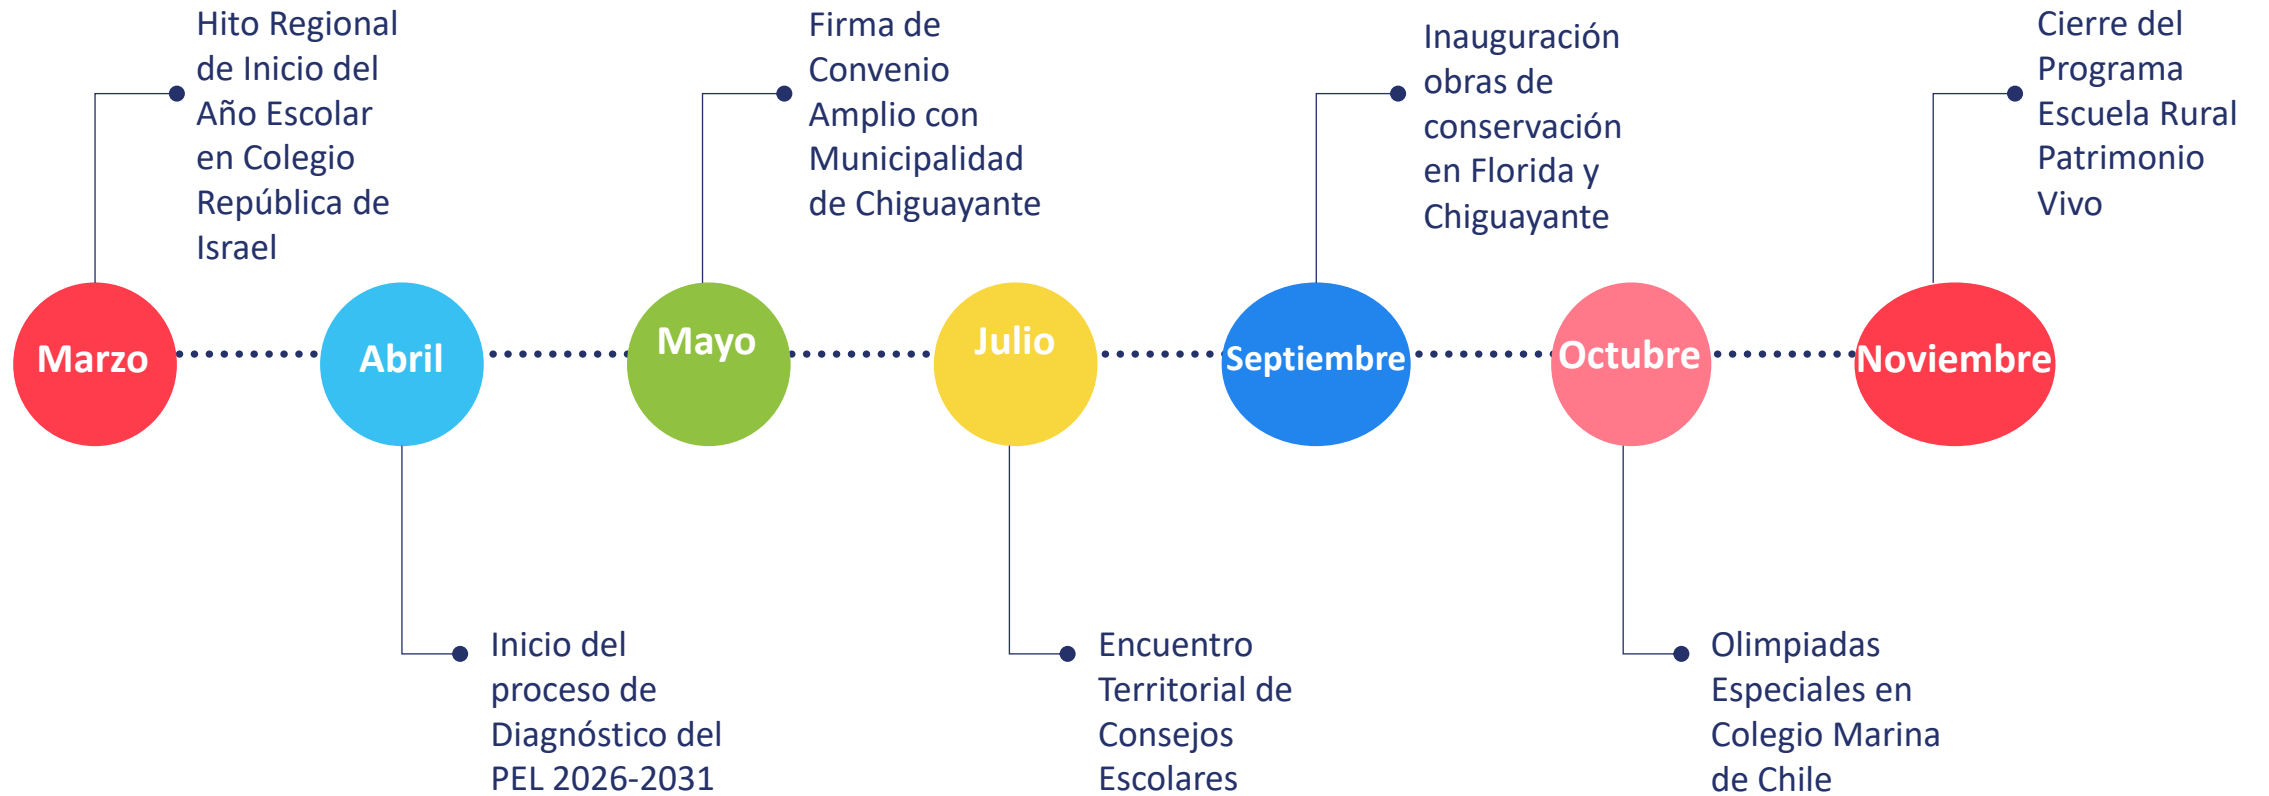 Hito Regional
de Inicio del
Año Escolar
en Colegio
República de
Israel
Firma de
Convenio
Amplio con
Municipalidad
de Chiguayante
Inauguración
obras de
conservación
en Florida y
Chiguayante
Cierre del
Programa
Escuela Rural
Patrimonio
Vivo
Marzo
Abril
Mayo
Julio
Septiembre
Octubre
Noviembre
Inicio del
proceso de
Diagnóstico del
PEL 2026-2031
Encuentro
Territorial de
Consejos
Escolares
Olimpiadas
Especiales en
Colegio Marina
de Chile